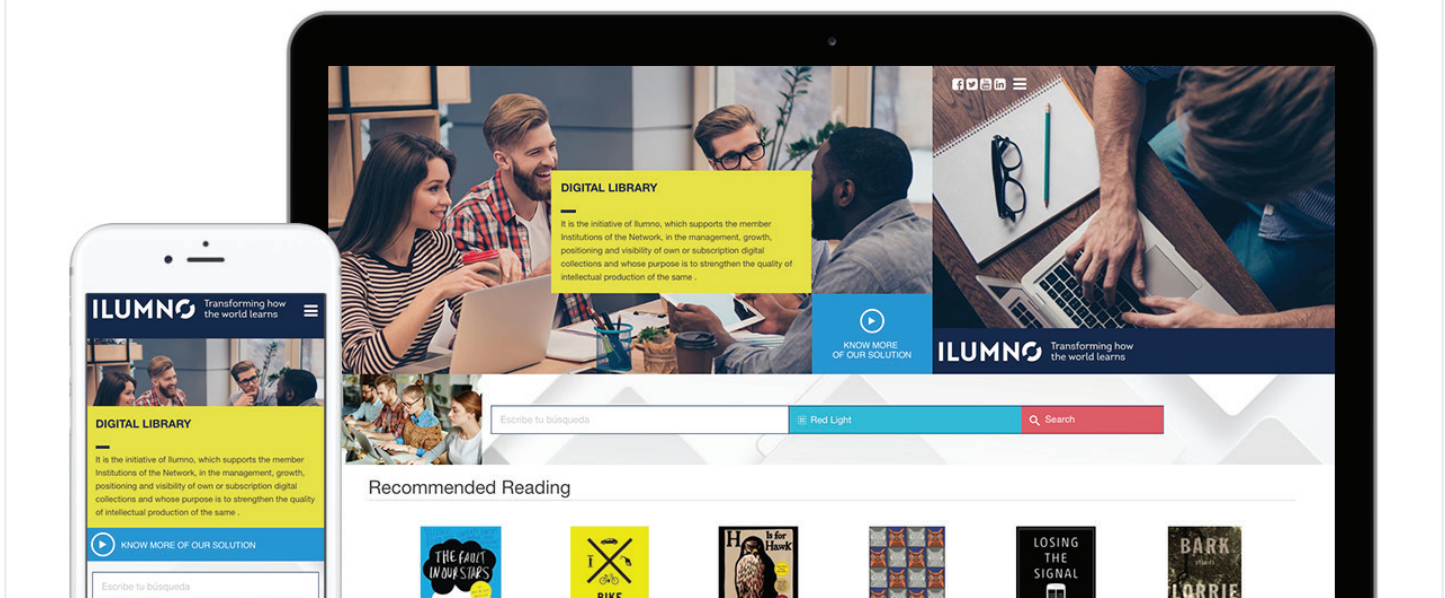 DIGITAL LIBRARY
It is the initiative of Ilumno, which supports the member
Institutions of the Network, in the management, growth,
positioning and visibility of own or subscription digital
collections and whose purpose is to strengthen the quality of
intellectual production of the same .
KNOW MORE
OF OUR SOLUTION
ILUMNO
Transforming how
the world learns
Escribe tu búsqueda
Red Light
Search
Recommended Reading
THE FAULT
IN OUR STARS
I
BIKE
H is for
Hawk
LOSING
THE
SIGNAL
BARK
STORIES
LORRIE
ILUMNO
Transforming how
the world learns
DIGITAL LIBRARY
It is the initiative of Ilumno, which supports the member
Institutions of the Network, in the management, growth,
positioning and visibility of own or subscription digital
collections and whose purpose is to strengthen the quality
of intellectual production of the same .
KNOW MORE OF OUR SOLUTION
Escribe tu búsqueda